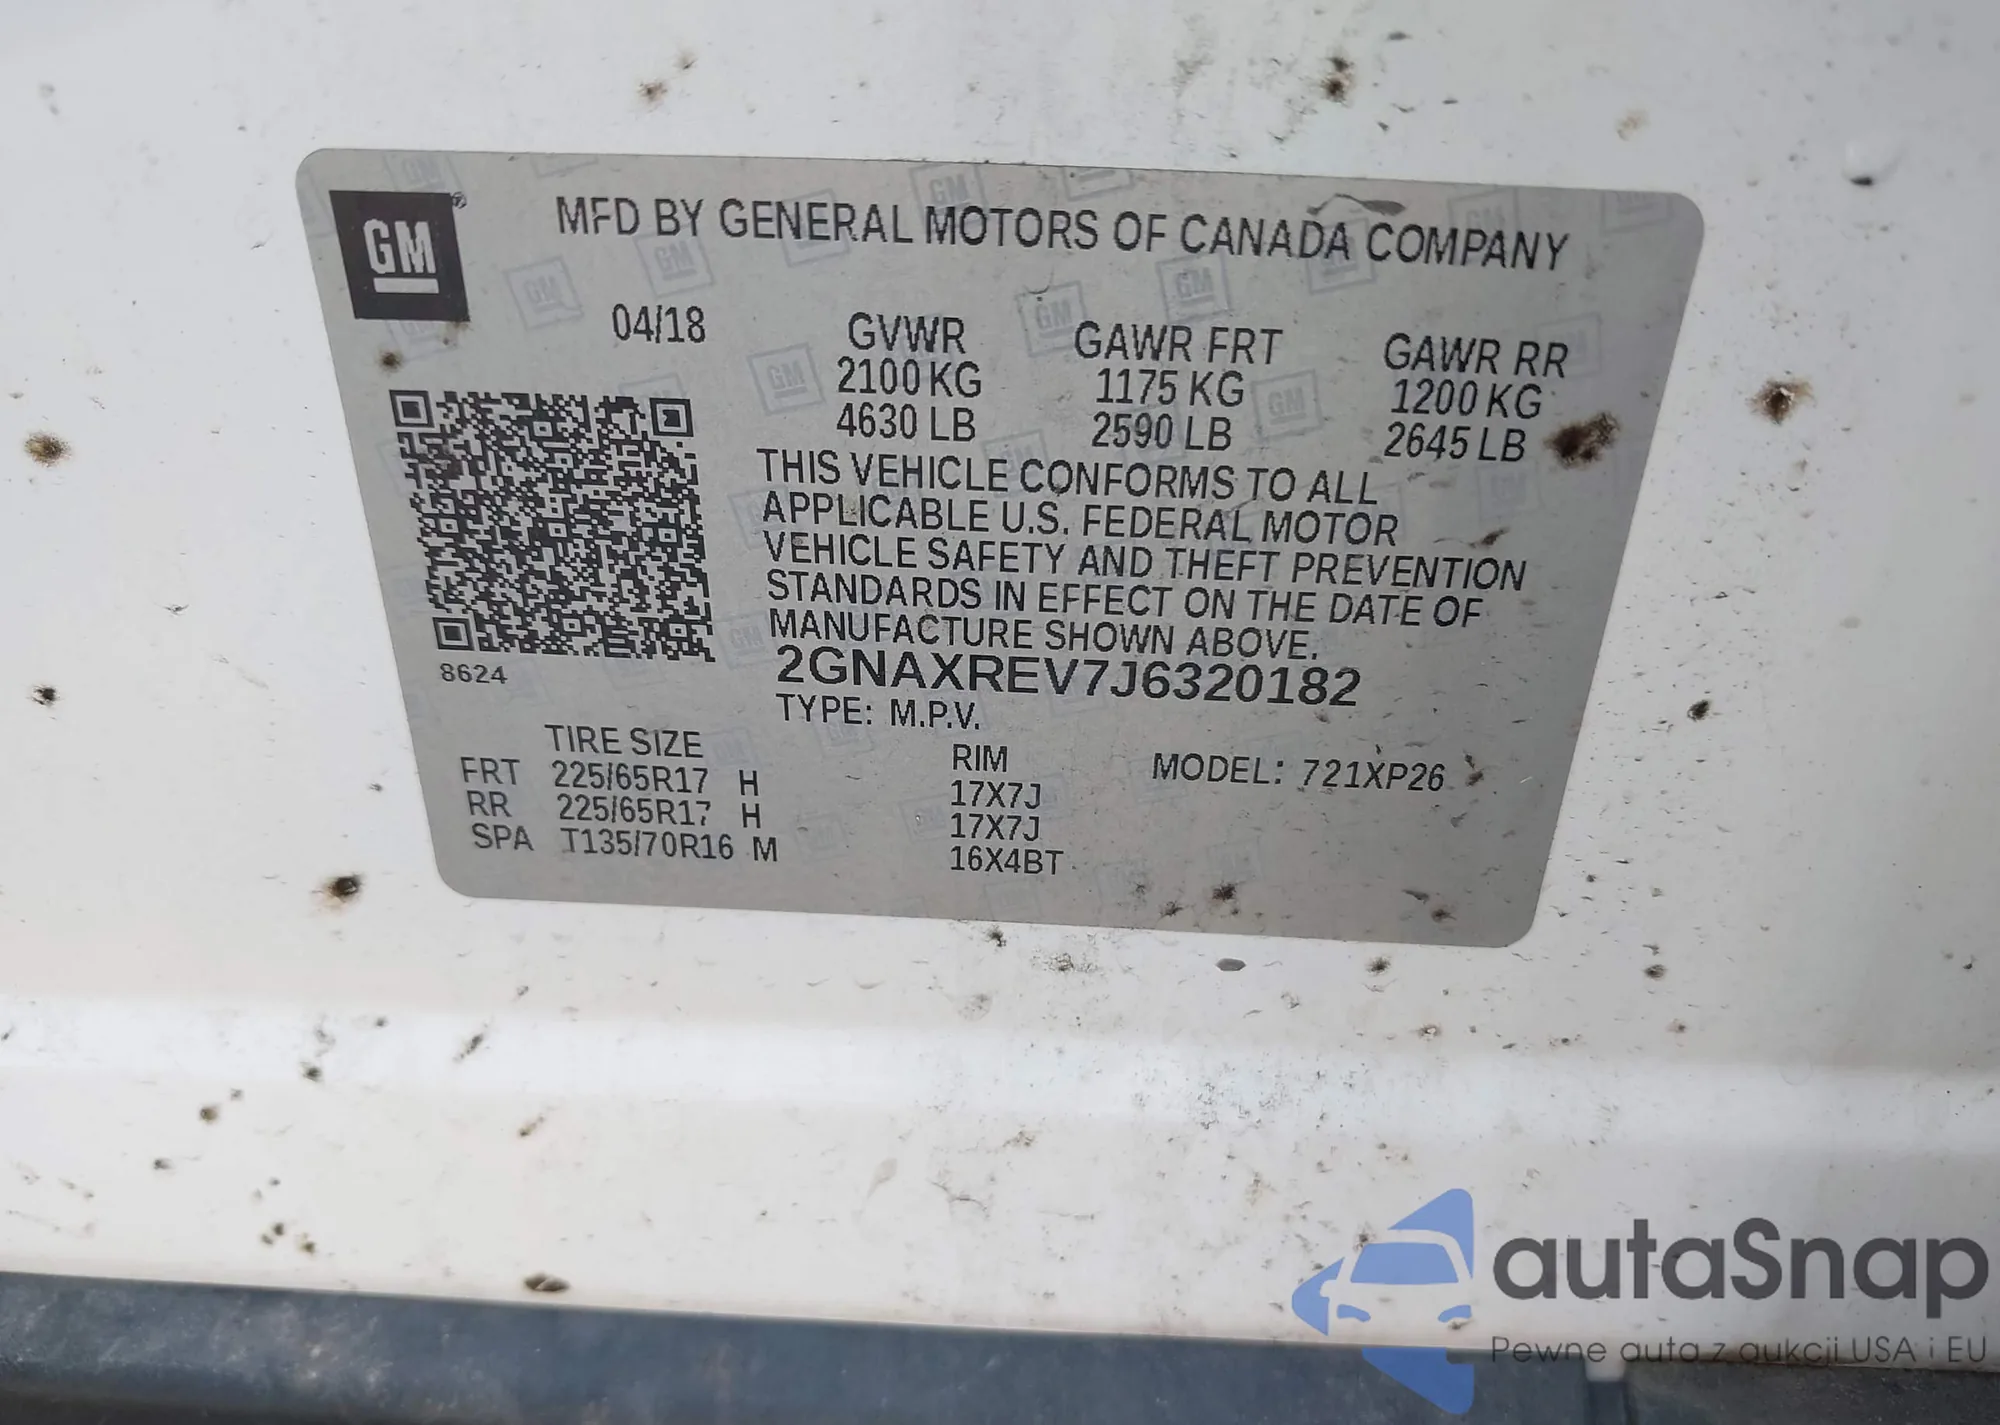 GM®
MFD BY GENERAL MOTORS OF CANADA COMPANY
04/18 GVWR GAWR FRT GAWR RR
2100 KG 1175 KG 1200 KG
4630 LB 2590 LB 2645 LB
THIS VEHICLE CONFORMS TO ALL
APPLICABLE U.S. FEDERAL MOTOR
VEHICLE SAFETY AND THEFT PREVENTION
STANDARDS IN EFFECT ON THE DATE OF
MANUFACTURE SHOWN ABOVE.
8624
2GNAXREV7J6320182
TYPE: M.P.V.
TIRE SIZE RIM MODEL: 721XP26
FRT 225/65R17 H 17X7J
RR 225/65R17 H 17X7J
SPA T135/70R16 M 16X4BT
autaSnap
Pewne auta z aukcji USA i EU